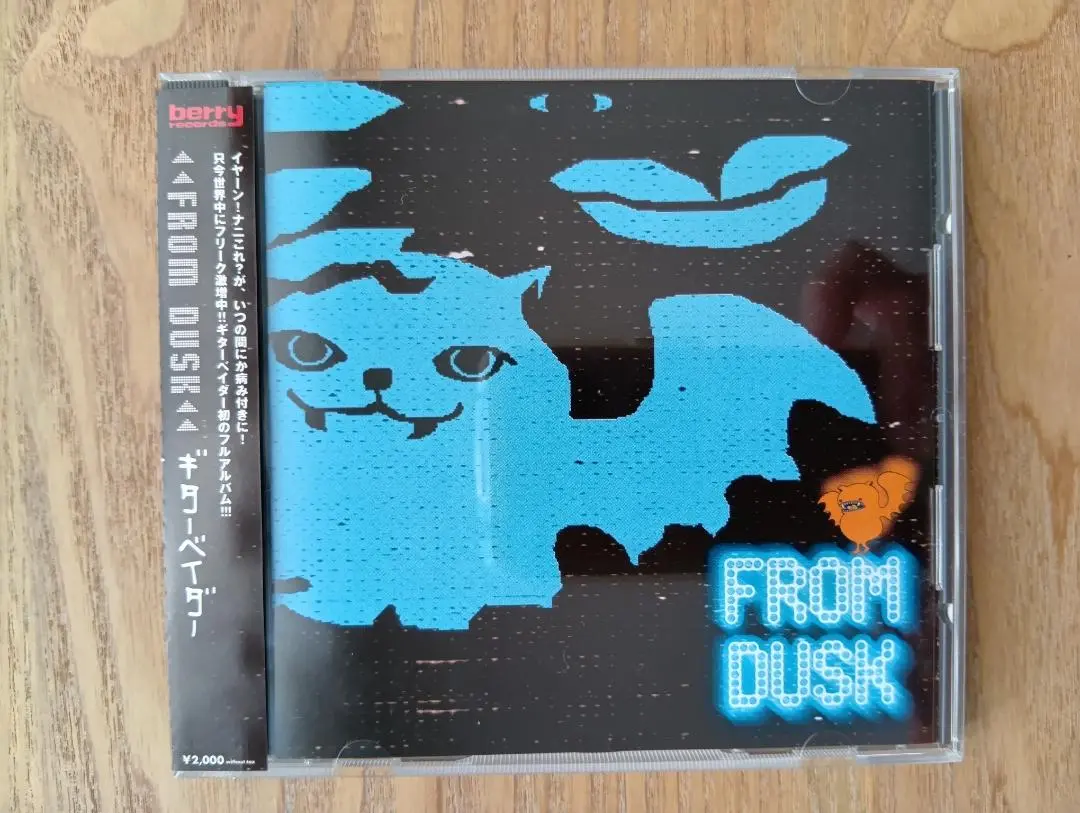 berry
records
イヤーン!ナニこれ?が、いつの間にか病み付きに!
只今世界中にフリーク激増中!!ギターベイダー初のフルアルバム!!!
FROM DUSK
ギターベイダー
¥2,000 without tax
FROM
DUSK